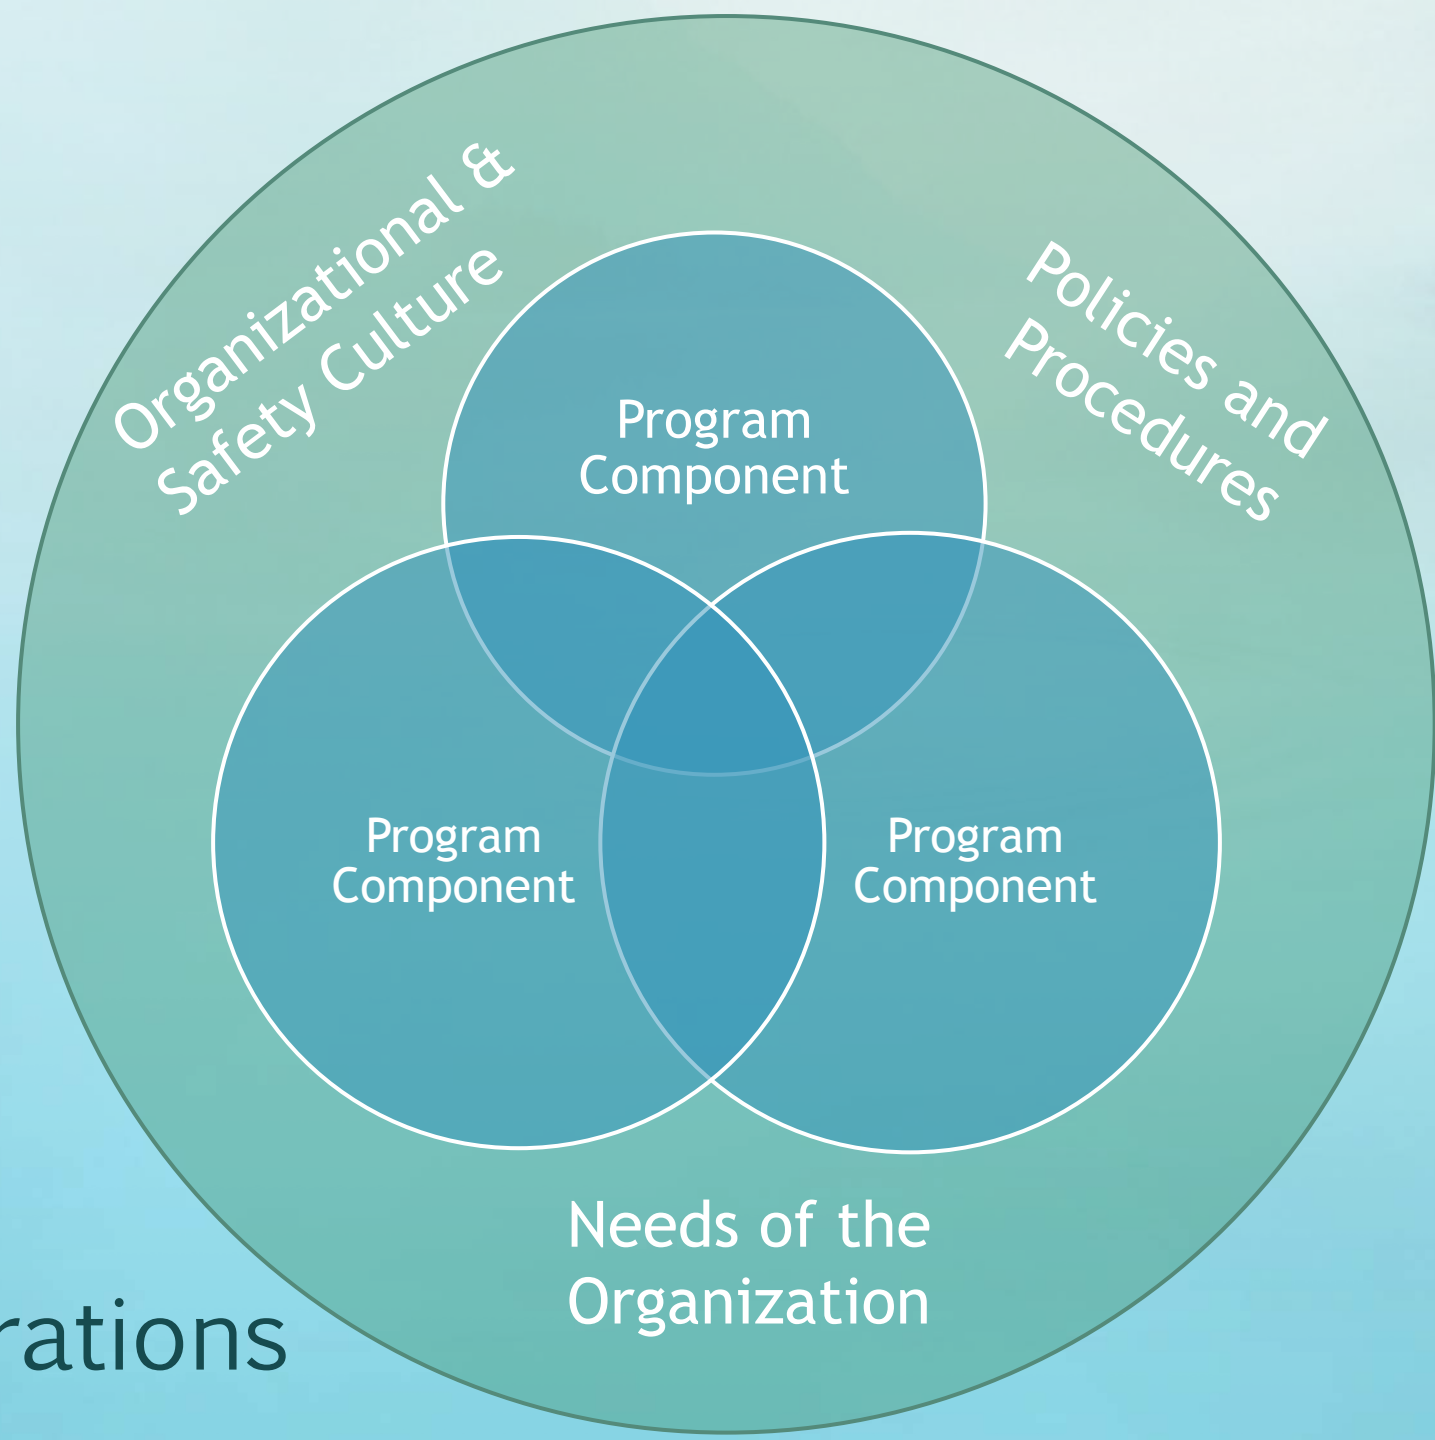 Organizational &
Safety Culture
Policies and
Procedures
Program
Component
Program
Component
Program
Component
Needs of the
Organization
rations